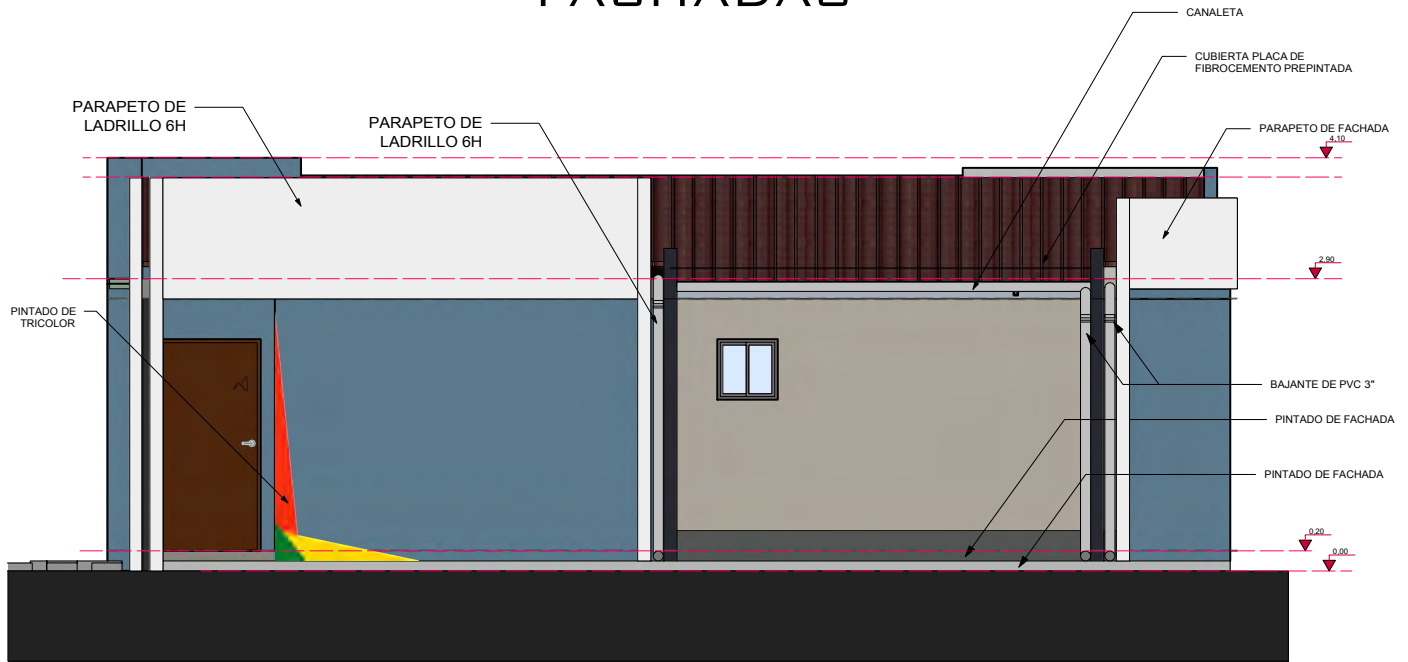 FACHADAS
CANALETA
CUBIERTA PLACA DE
FIBROCEMENTO PREPINTADA
PARAPETO DE
LADRILLO 6H
PARAPETO DE
LADRILLO 6H
PARAPETO DE FACHADA
4,10
2,90
PINTADO DE
TRICOLOR
BAJANTE DE PVC 3"
PINTADO DE FACHADA
PINTADO DE FACHADA
0,20
0,00